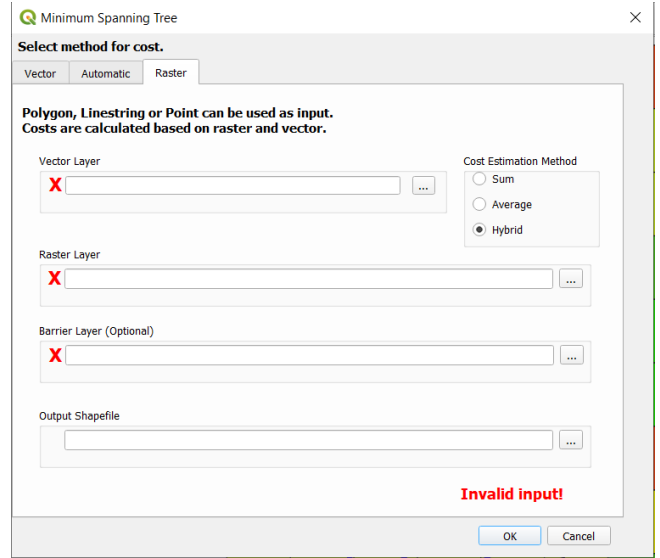 Minimum Spanning Tree
Select method for cost.
Vector Automatic Raster
Polygon, Linestring or Point can be used as input.
Costs are calculated based on raster and vector.
Vector Layer
X ...
Cost Estimation Method
Sum
Average
Hybrid
Raster Layer
X ...
Barrier Layer (Optional)
X ...
Output Shapefile
...
Invalid input!
OK Cancel